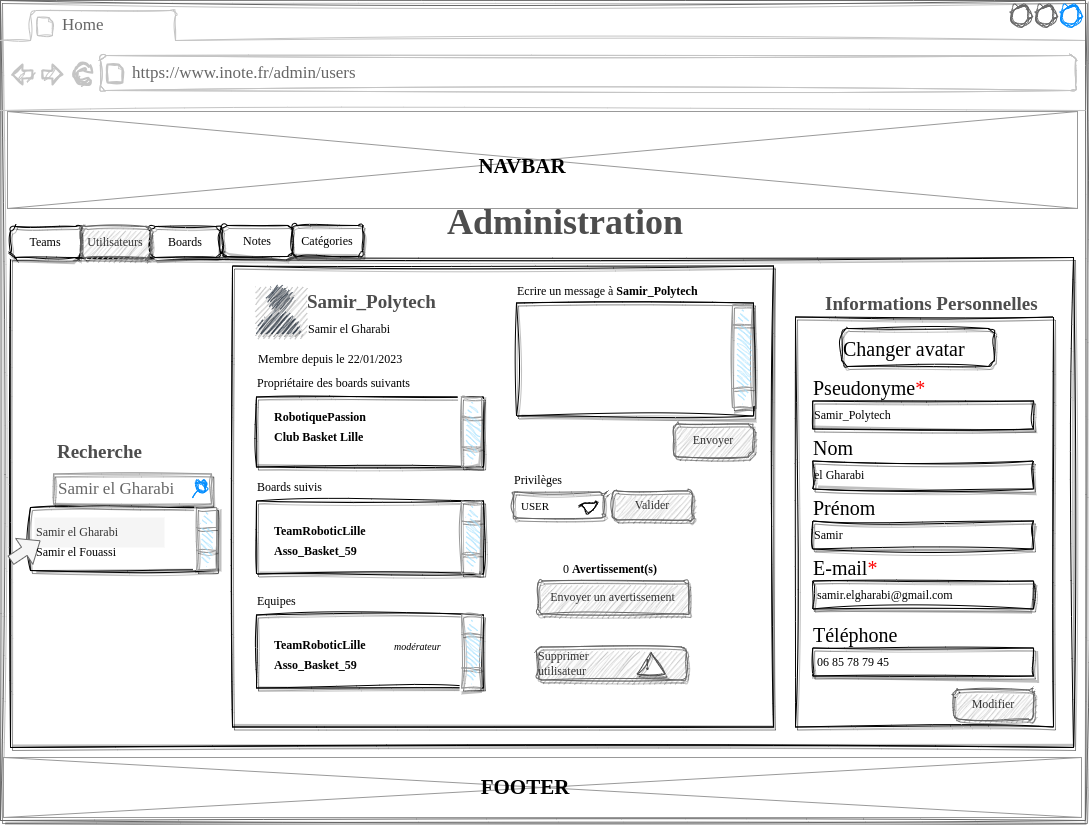 Home
https://www.inote.fr/admin/users
NAVBAR
Administration
Teams
Utilisateurs
Boards
Notes
Catégories
Recherche
Samir el Gharabi
Samir el Gharabi
Samir el Fouassi
Samir_Polytech
Samir el Gharabi
Membre depuis le 22/01/2023
Propriétaire des boards suivants
RobotiquePassion
Club Basket Lille
Boards suivis
TeamRoboticLille
Asso_Basket_59
Equipes
TeamRoboticLille modérateur
Asso_Basket_59
Ecrire un message à Samir_Polytech
Envoyer
Privilèges
USER
Valider
0 Avertissement(s)
Envoyer un avertissement
Supprimer
utilisateur
!
Informations Personnelles
Changer avatar
Pseudonyme*
Samir_Polytech
Nom
el Gharabi
Prénom
Samir
E-mail*
samir.elgharabi@gmail.com
Téléphone
06 85 78 79 45
Modifier
FOOTER